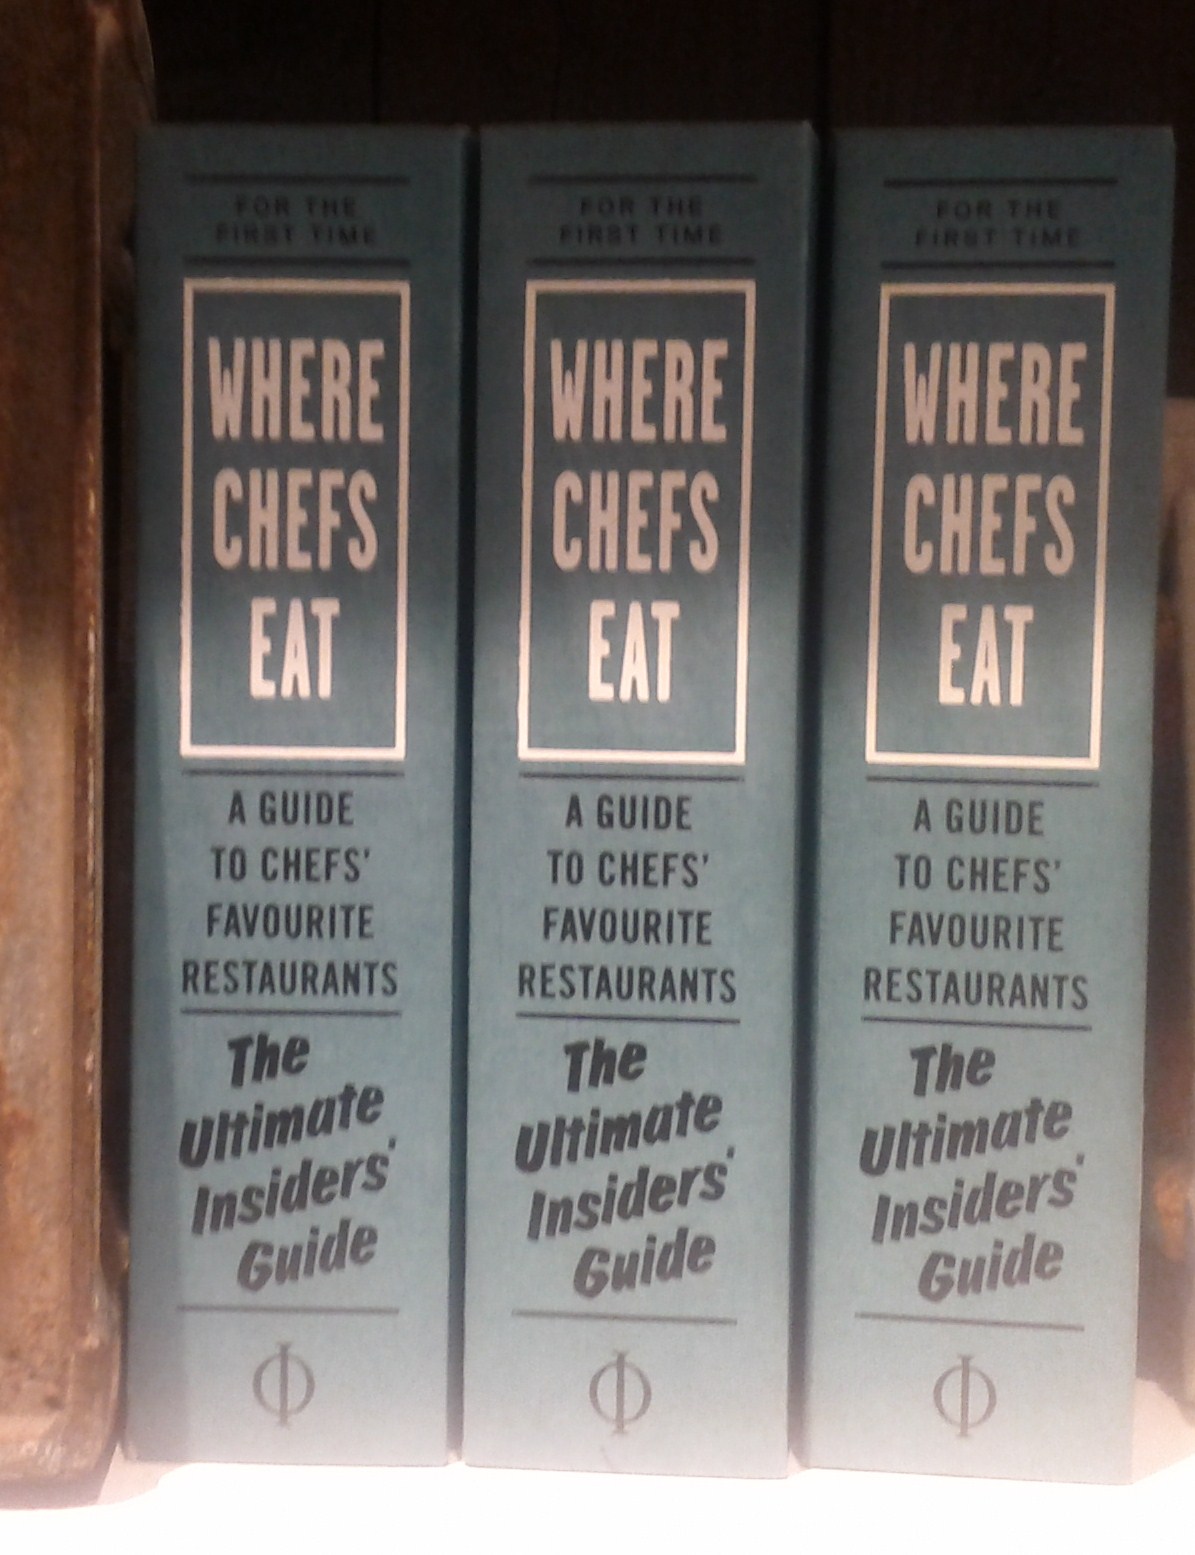 FOR THE
FIRST TIME
WHERE
CHEFS
EAT
A GUIDE
TO CHEFS'
FAVOURITE
RESTAURANTS
The
Ultimate
Insiders'
Guide
FOR THE
FIRST TIME
WHERE
CHEFS
EAT
A GUIDE
TO CHEFS'
FAVOURITE
RESTAURANTS
The
Ultimate
Insiders'
Guide
FOR THE
FIRST TIME
WHERE
CHEFS
EAT
A GUIDE
TO CHEFS'
FAVOURITE
RESTAURANTS
The
Ultimate
Insiders'
Guide